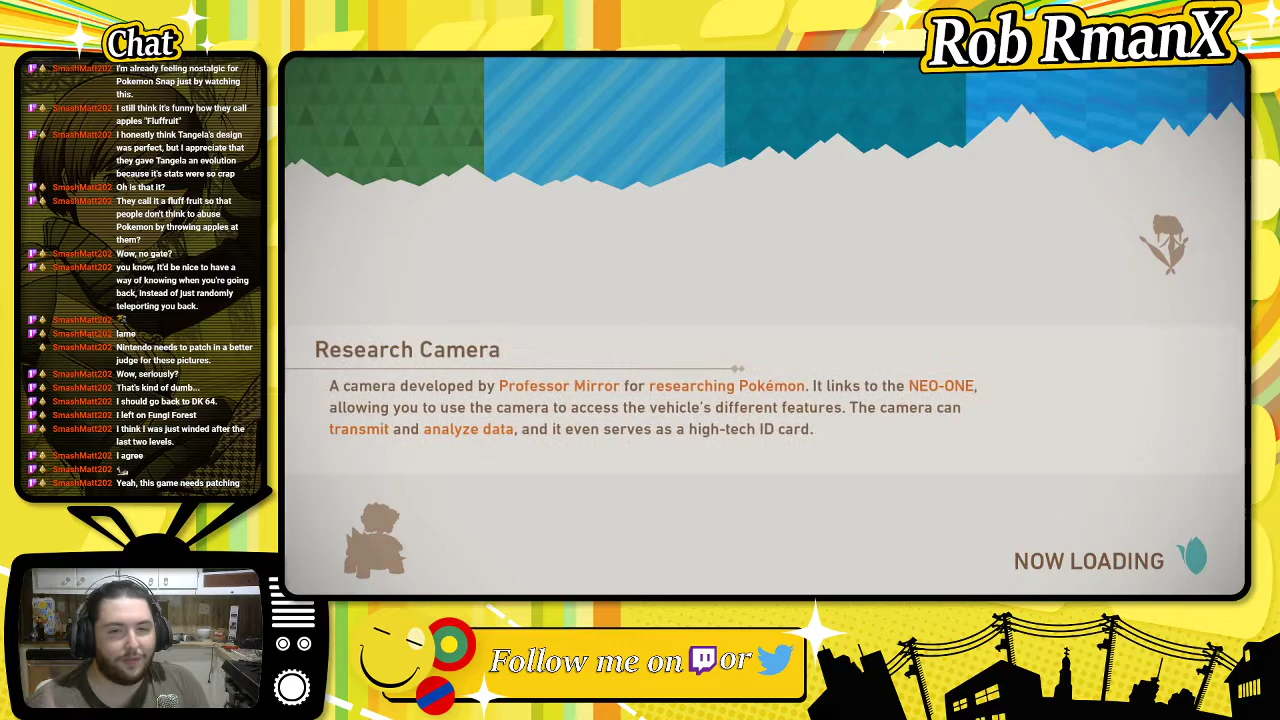 Chat
Rob RmanX
SmashMatt202 I'm already feeling nostalgic for
Pokemon Snap just by watching
this.
SmashMatt202 I still think it's funny how they call
apples "Fluffruit"
SmashMatt202 I honestly think Tangela's design
was perfect, but I appreciate that
they gave Tangela an evolution
because it's stats were so crap
SmashMatt202 Oh is that it?
SmashMatt202 They call it a fluff fruit so that
people don't think to abuse
Pokemon by throwing apples at
them?
SmashMatt202 Wow, no gate?
SmashMatt202 you know, It'd be nice to have a
way of knowing when you're going
back, instead of just randomly
teleporting you back.
SmashMatt202
SmashMatt202 lame
SmashMatt202 Nintendo needs to patch in a better
judge for these pictures.
SmashMatt202 Wow, seriously?
SmashMatt202 That's kind of dumb...
SmashMatt202 I should go back to DK 64.
SmashMatt202 I left on Fungi Forest
SmashMatt202 I think I was just winded after the
last two levels.
SmashMatt202 I agree
SmashMatt202
SmashMatt202 Yeah, this game needs patching
Research Camera
A camera developed by Professor Mirror for researching Pokémon. It links to the NEO-ONE,
allowing you to use the camera to access the vehicle's different features. The camera can
transmit and analyze data, and it even serves as a high-tech ID card.
NOW LOADING
Follow me on or